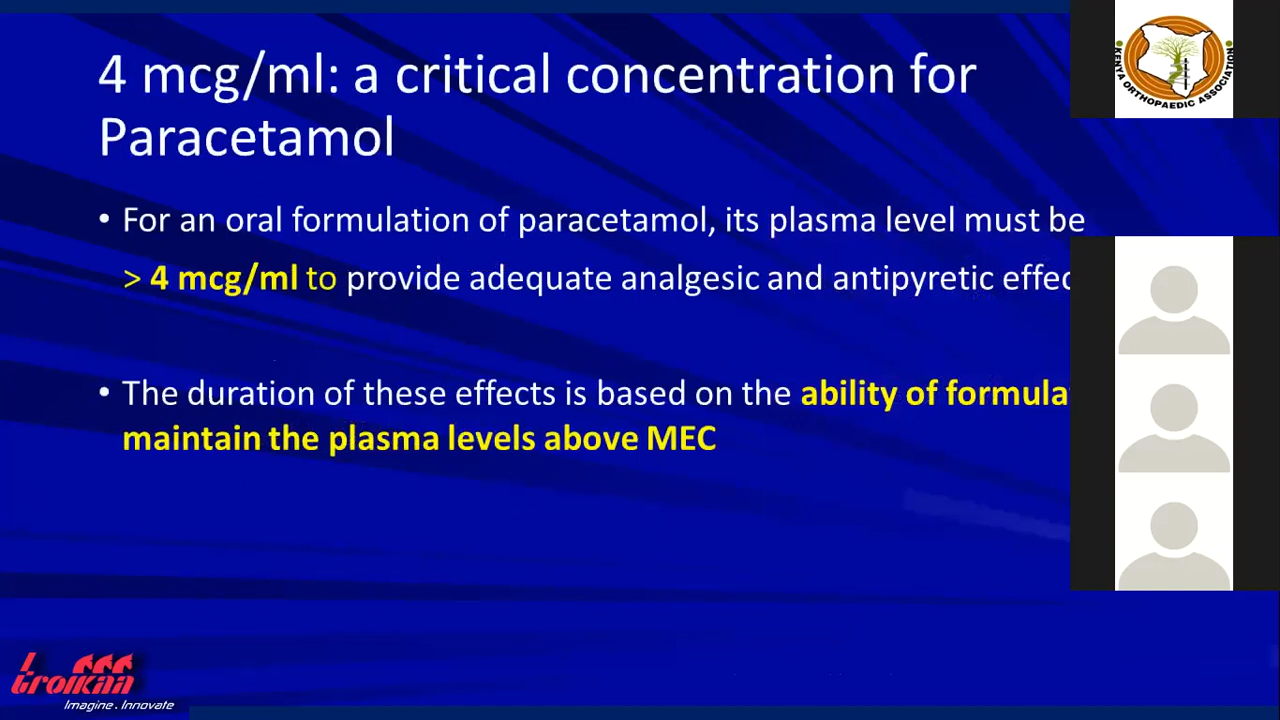 4 mcg/ml: a critical concentration for
Paracetamol
• For an oral formulation of paracetamol, its plasma level must be
> 4 mcg/ml to provide adequate analgesic and antipyretic effec
• The duration of these effects is based on the ability of formula
maintain the plasma levels above MEC
KENYA ORTHOPAEDIC ASSOCIATION
troikaa
Imagine . Innovate